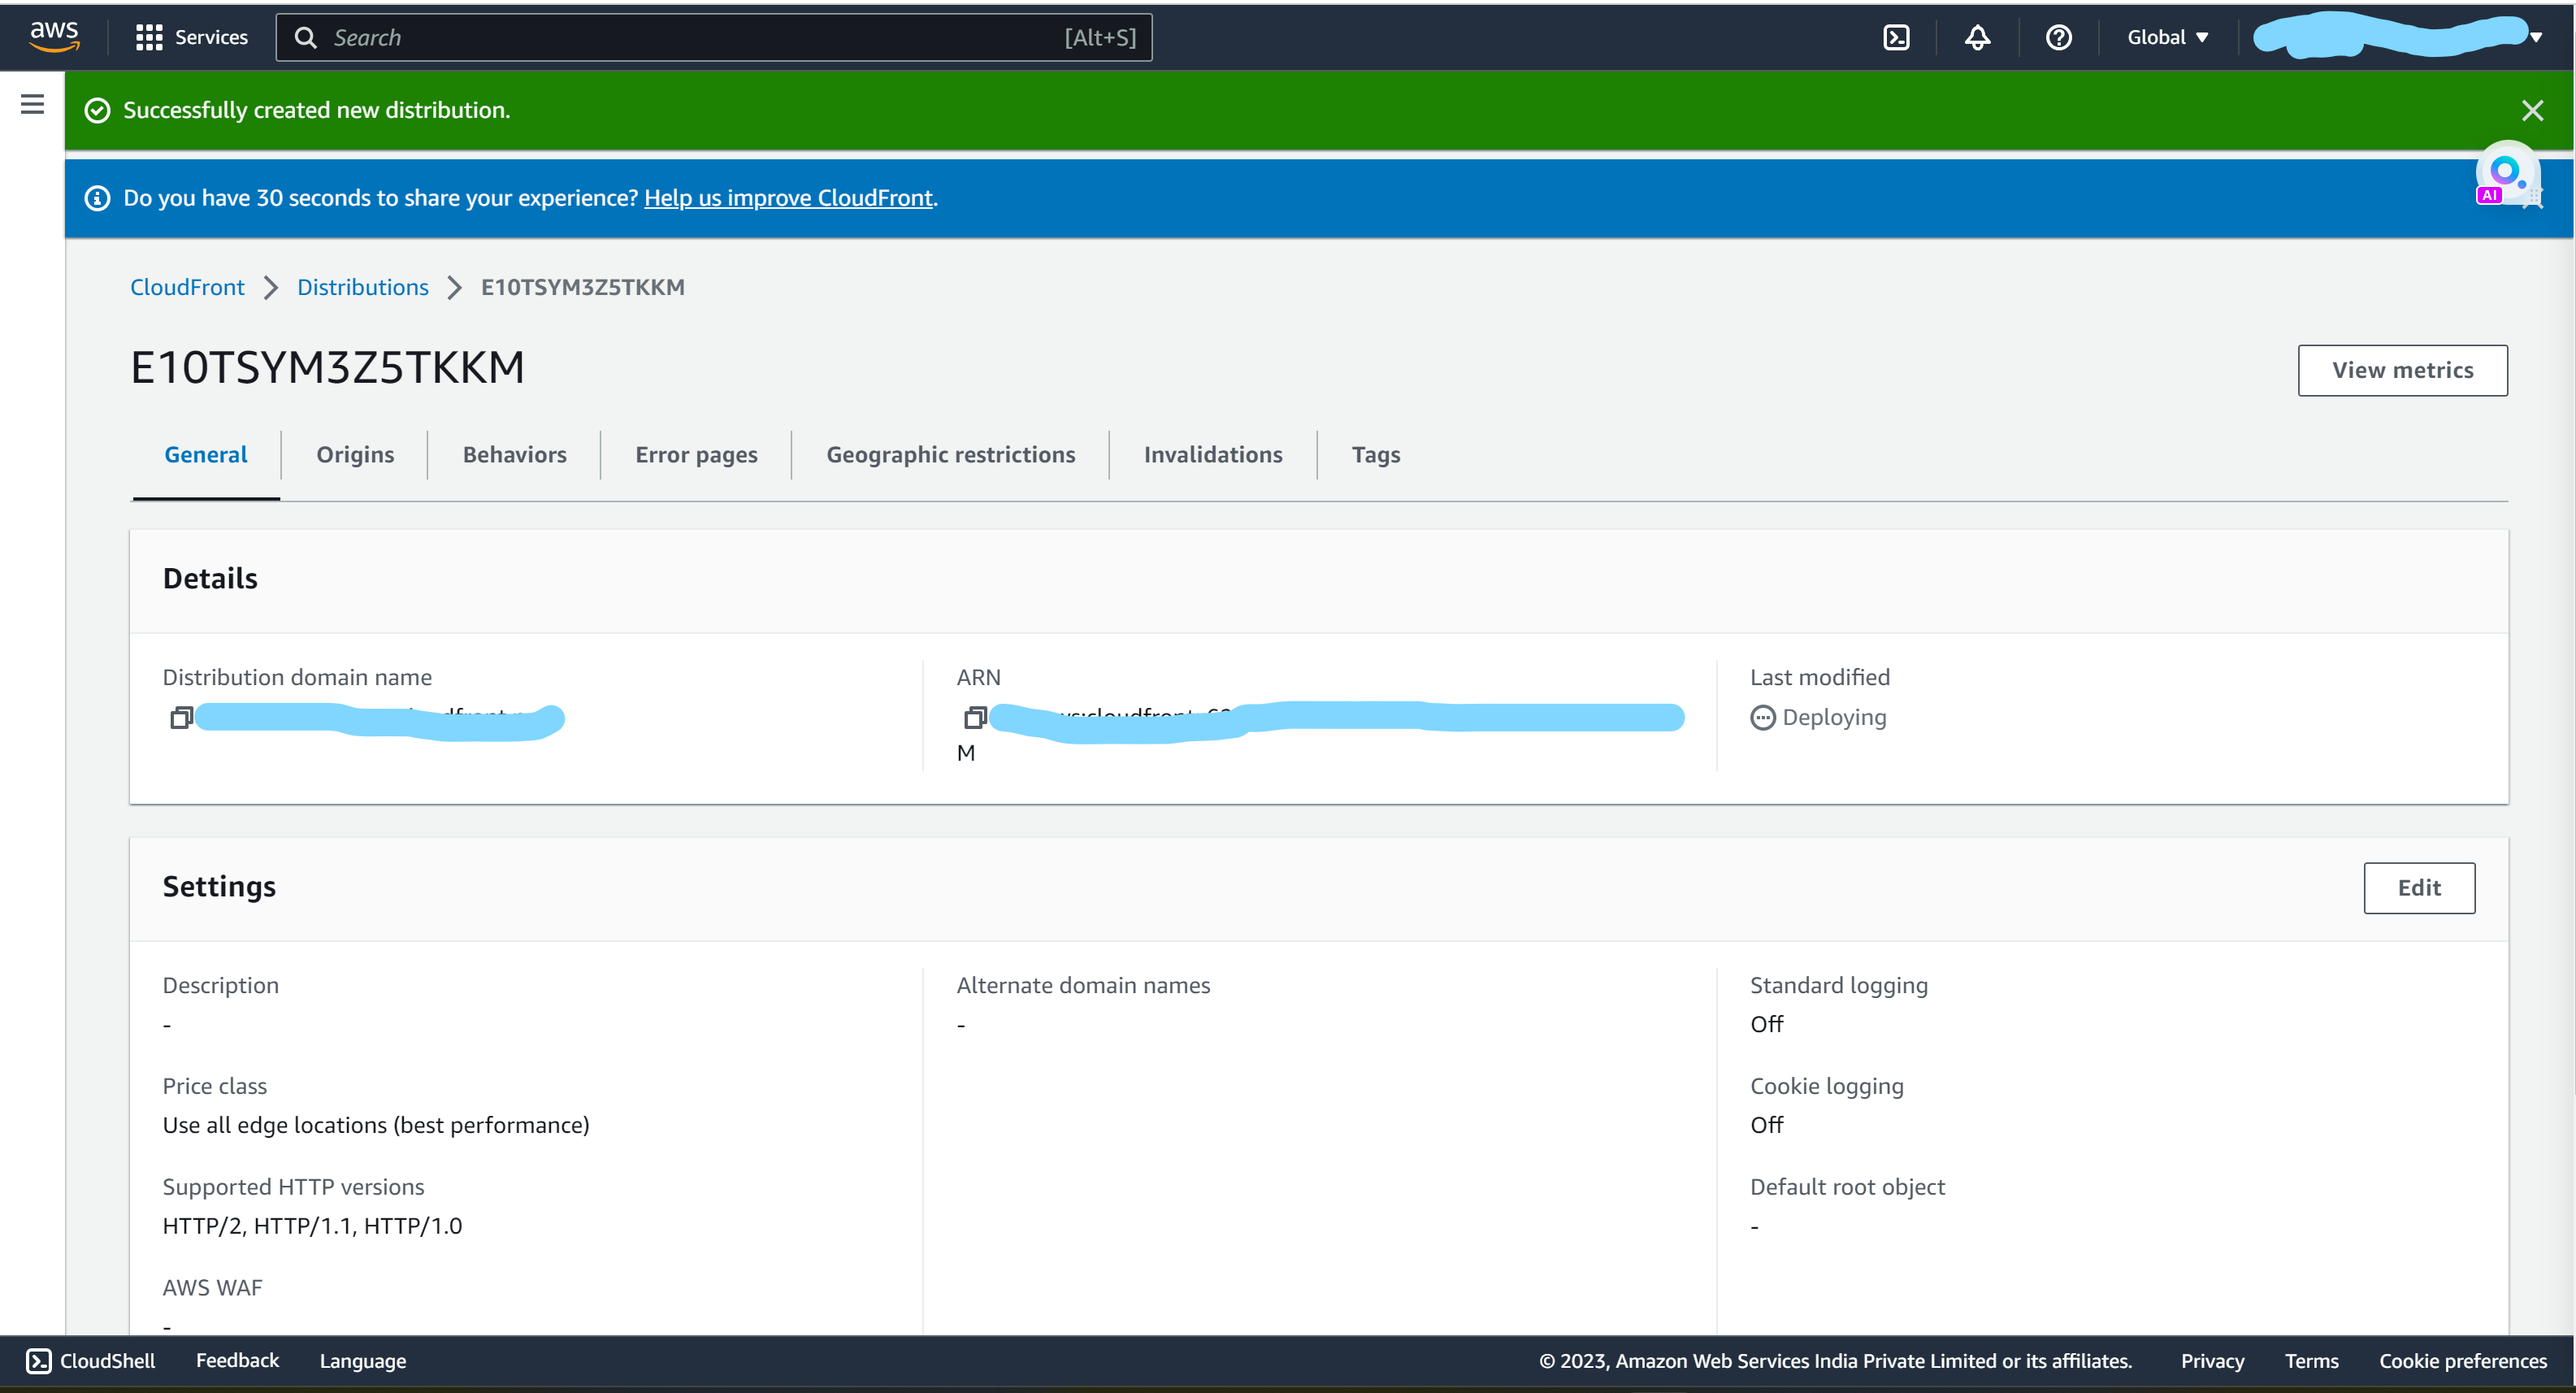 aws
Services
Search
[Alt+S]
Global
Successfully created new distribution.
Do you have 30 seconds to share your experience? Help us improve CloudFront.
AI
CloudFront
Distributions
E10TSYM3Z5TKKM
E10TSYM3Z5TKKM
View metrics
General
Origins
Behaviors
Error pages
Geographic restrictions
Invalidations
Tags
Details
Distribution domain name
ARN
M
Last modified
Deploying
Settings
Edit
Description
-
Alternate domain names
-
Standard logging
Off
Price class
Use all edge locations (best performance)
Cookie logging
Off
Supported HTTP versions
HTTP/2, HTTP/1.1, HTTP/1.0
Default root object
-
AWS WAF
-
CloudShell
Feedback
Language
© 2023, Amazon Web Services India Private Limited or its affiliates.
Privacy
Terms
Cookie preferences